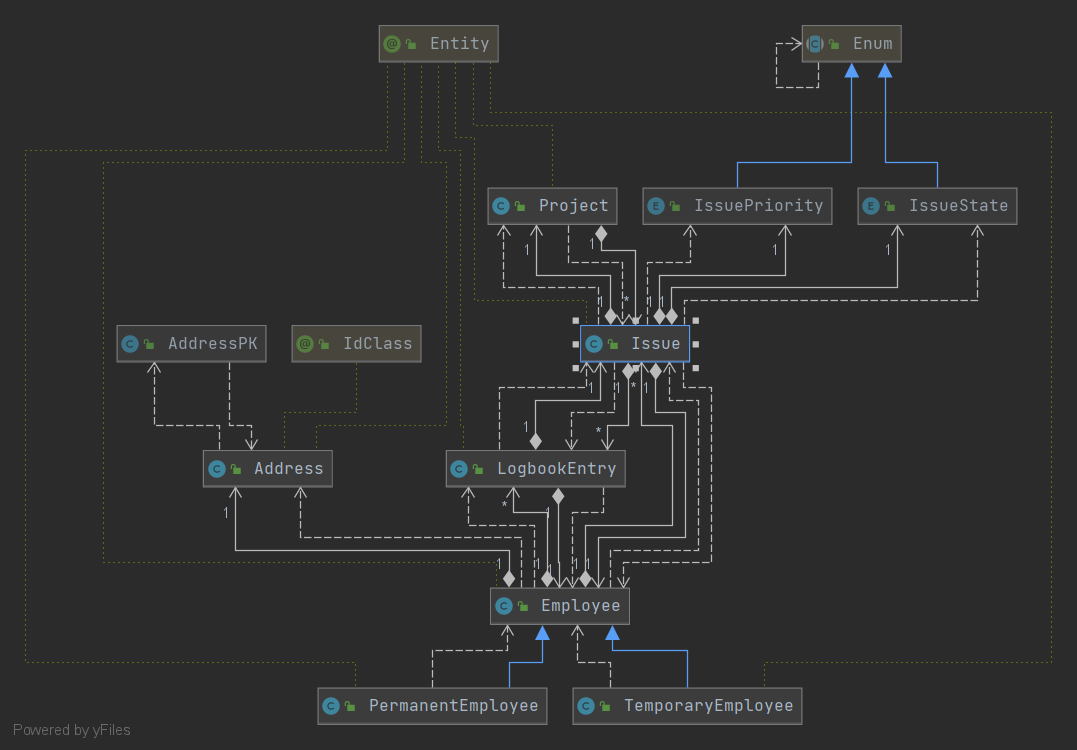 @ Entity
C Enum
C Project
E IssuePriority
E IssueState
1
1
1
1
1
*
1
1
C AddressPK
@ IdClass
C Issue
1
1
*
1
1
*
C Address
C LogbookEntry
1
*
1
1
1
1
1
1
C Employee
C PermanentEmployee
C TemporaryEmployee
Powered by yFiles